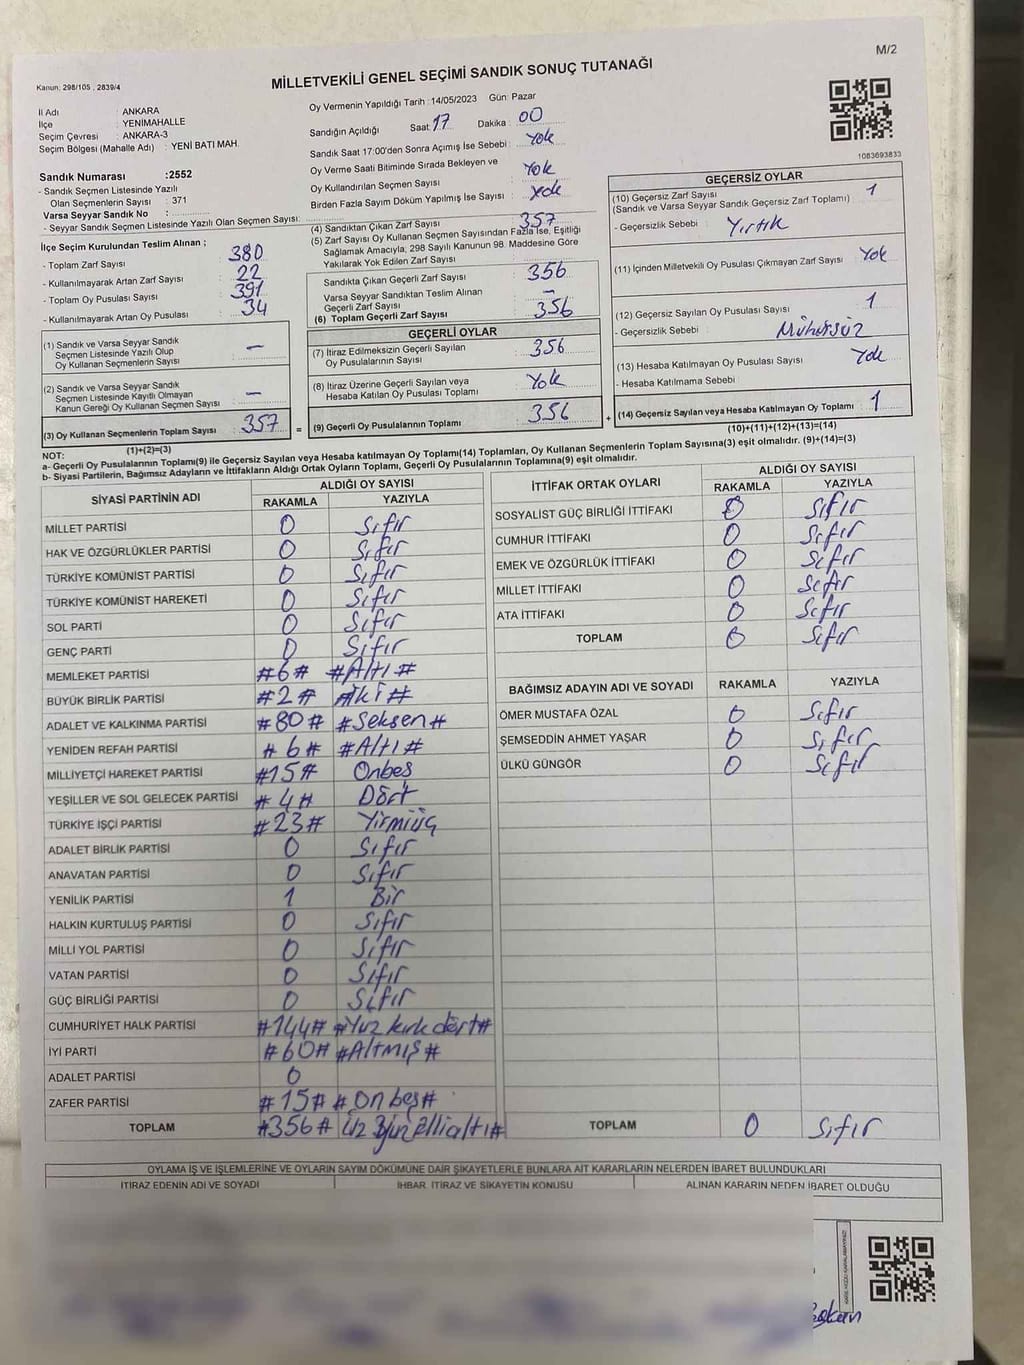 M/2
Kanun: 298/105 , 2839/4
MİLLETVEKİLİ GENEL SEÇİMİ SANDIK SONUÇ TUTANAĞI
İl Adı : ANKARA
İlçe : YENİMAHALLE
Seçim Çevresi : ANKARA-3
Seçim Bölgesi (Mahalle Adı) : YENİ BATI MAH.
Sandık Numarası :2552
- Sandık Seçmen Listesinde Yazılı
Olan Seçmenlerin Sayısı : 371
Varsa Seyyar Sandık No :
- Seyyar Sandık Seçmen Listesinde Yazılı Olan Seçmen Sayısı:
İlçe Seçim Kurulundan Teslim Alınan ;
- Toplam Zarf Sayısı : 380
- Kullanılmayarak Artan Zarf Sayısı : 22
- Toplam Oy Pusulası Sayısı : 391
- Kullanılmayarak Artan Oy Pusulası : 34
(1) Sandık ve Varsa Seyyar Sandık
Seçmen Listesinde Yazılı Olup
Oy Kullanan Seçmenlerin Sayısı : —
(2) Sandık ve Varsa Seyyar Sandık
Seçmen Listesinde Kayıtlı Olmayan
Kanun Gereği Oy Kullanan Seçmen Sayısı : —
(3) Oy Kullanan Seçmenlerin Toplam Sayısı : 357
(1)+(2)=(3)
Oy Vermenin Yapıldığı Tarih :14/05/2023 Gün: Pazar
Sandığın Açıldığı Saat: 17 Dakika : 00
Sandık Saat 17:00'den Sonra Açımış İse Sebebi : Yok
Oy Verme Saati Bitiminde Sırada Bekleyen ve
Oy Kullandırılan Seçmen Sayısı : Yok
Birden Fazla Sayım Döküm Yapılmış İse Sayısı : Yok
(4) Sandıktan Çıkan Zarf Sayısı : 357
(5) Zarf Sayısı Oy Kullanan Seçmen Sayısından Fazla İse, Eşitliği
Sağlamak Amacıyla, 298 Sayılı Kanunun 98. Maddesine Göre
Yakılarak Yok Edilen Zarf Sayısı :
Sandıkta Çıkan Geçerli Zarf Sayısı : 356
Varsa Seyyar Sandıktan Teslim Alınan
Geçerli Zarf Sayısı : —
(6) Toplam Geçerli Zarf Sayısı : 356
GEÇERLİ OYLAR
(7) İtiraz Edilmeksizin Geçerli Sayılan
Oy Pusulalarının Sayısı : 356
(8) İtiraz Üzerine Geçerli Sayılan veya
Hesaba Katılan Oy Pusulası Toplamı : Yok
= (9) Geçerli Oy Pusulalarının Toplamı : 356 +
1083693833
GEÇERSİZ OYLAR
(10) Geçersiz Zarf Sayısı : 1
(Sandık ve Varsa Seyyar Sandık Geçersiz Zarf Toplamı)
- Geçersizlik Sebebi : Yırtık
(11) İçinden Milletvekili Oy Pusulası Çıkmayan Zarf Sayısı : Yok
(12) Geçersiz Sayılan Oy Pusulası Sayısı : 1
- Geçersizlik Sebebi : Mühürsüz
(13) Hesaba Katılmayan Oy Pusulası Sayısı : Yok
- Hesaba Katılmama Sebebi
(14) Geçersiz Sayılan veya Hesaba Katılmayan Oy Toplamı : 1
(10)+(11)+(12)+(13)=(14)
NOT:
a- Geçerli Oy Pusulalarının Toplamı(9) ile Geçersiz Sayılan veya Hesaba katılmayan Oy Toplamı(14) Toplamları, Oy Kullanan Seçmenlerin Toplam Sayısına(3) eşit olmalıdır. (9)+(14)=(3)
b- Siyasi Partilerin, Bağımsız Adayların ve İttifakların Aldığı Ortak Oyların Toplamı, Geçerli Oy Pusulalarının Toplamına(9) eşit olmalıdır.
SİYASİ PARTİNİN ADI ALDIĞI OY SAYISI
RAKAMLA YAZIYLA
MİLLET PARTİSİ 0 Sıfır
HAK VE ÖZGÜRLÜKLER PARTİSİ 0 Sıfır
TÜRKİYE KOMÜNİST PARTİSİ 0 Sıfır
TÜRKİYE KOMÜNİST HAREKETİ 0 Sıfır
SOL PARTİ 0 Sıfır
GENÇ PARTİ 0 Sıfır
MEMLEKET PARTİSİ #6# #Altı#
BÜYÜK BİRLİK PARTİSİ #2# #İki#
ADALET VE KALKINMA PARTİSİ #80# #Seksen#
YENİDEN REFAH PARTİSİ #6# #Altı#
MİLLİYETÇİ HAREKET PARTİSİ #15# Onbeş
YEŞİLLER VE SOL GELECEK PARTİSİ #4# Dört
TÜRKİYE İŞÇİ PARTİSİ #23# Yirmiüç
ADALET BİRLİK PARTİSİ 0 Sıfır
ANAVATAN PARTİSİ 0 Sıfır
YENİLİK PARTİSİ 1 Bir
HALKIN KURTULUŞ PARTİSİ 0 Sıfır
MİLLİ YOL PARTİSİ 0 Sıfır
VATAN PARTİSİ 0 Sıfır
GÜÇ BİRLİĞİ PARTİSİ 0 Sıfır
CUMHURİYET HALK PARTİSİ #144# #Yüz kırk dört#
İYİ PARTİ #60# #Altmış#
ADALET PARTİSİ 0
ZAFER PARTİSİ #15# #Onbeş#
TOPLAM #356#
İTTİFAK ORTAK OYLARI ALDIĞI OY SAYISI
RAKAMLA YAZIYLA
SOSYALİST GÜÇ BİRLİĞİ İTTİFAKI 0 Sıfır
CUMHUR İTTİFAKI 0 Sıfır
EMEK VE ÖZGÜRLÜK İTTİFAKI 0 Sıfır
MİLLET İTTİFAKI 0 Sıfır
ATA İTTİFAKI 0 Sıfır
TOPLAM 0 Sıfır
BAĞIMSIZ ADAYIN ADI VE SOYADI RAKAMLA YAZIYLA
ÖMER MUSTAFA ÖZAL 0 Sıfır
ŞEMSEDDİN AHMET YAŞAR 0 Sıfır
ÜLKÜ GÜNGÖR 0 Sıfır
TOPLAM 0 Sıfır
OYLAMA İŞ VE İŞLEMLERİNE VE OYLARIN SAYIM DÖKÜMÜNE DAİR ŞİKAYETLERLE BUNLARA AİT KARARLARIN NELERDEN İBARET BULUNDUKLARI
İTİRAZ EDENİN ADI VE SOYADI İHBAR, İTİRAZ VE ŞİKAYETİN KONUSU ALINAN KARARIN NEDEN İBARET OLDUĞU